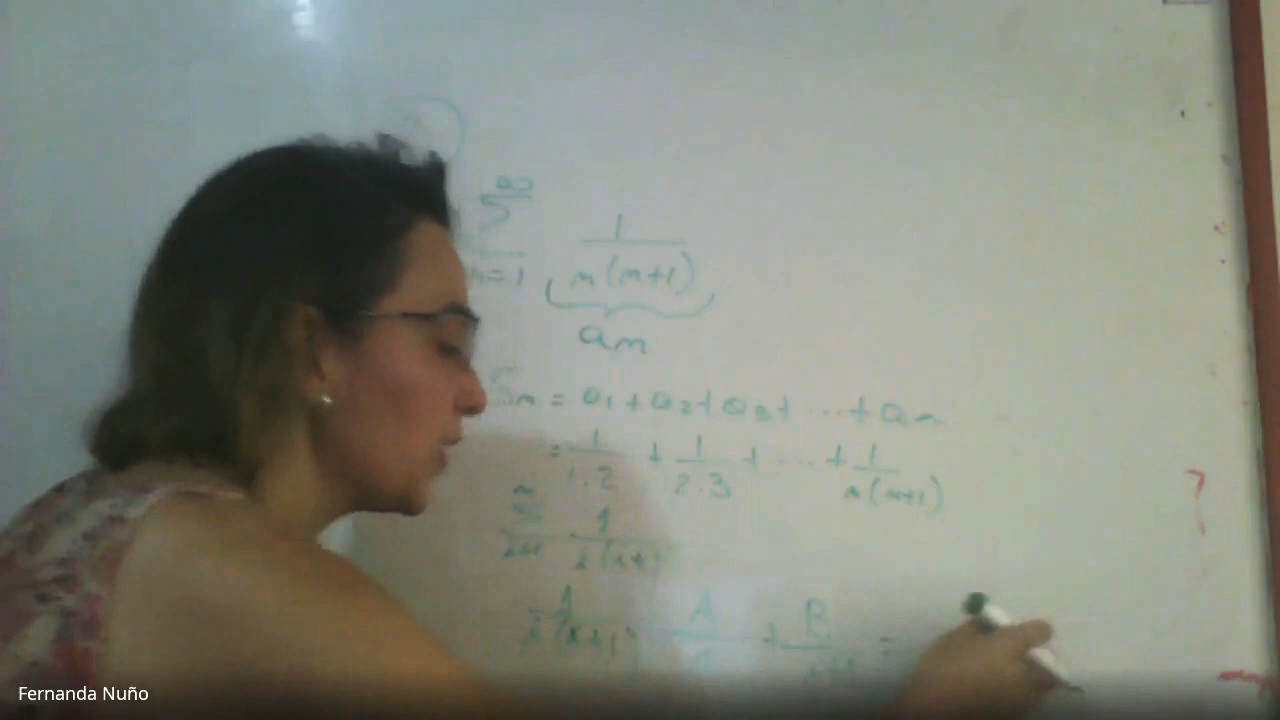 ∞
Σ 1/n(n+1)
n=1
an
Sn = a1 + a2 + a3 + ... + an
= 1/1.2 + 1/2.3 + ... + 1/n(n+1)
n
Σ 1/i(i+1)
i=1
1/i(i+1) = A/i + B/i+1 =
Fernanda Nuño